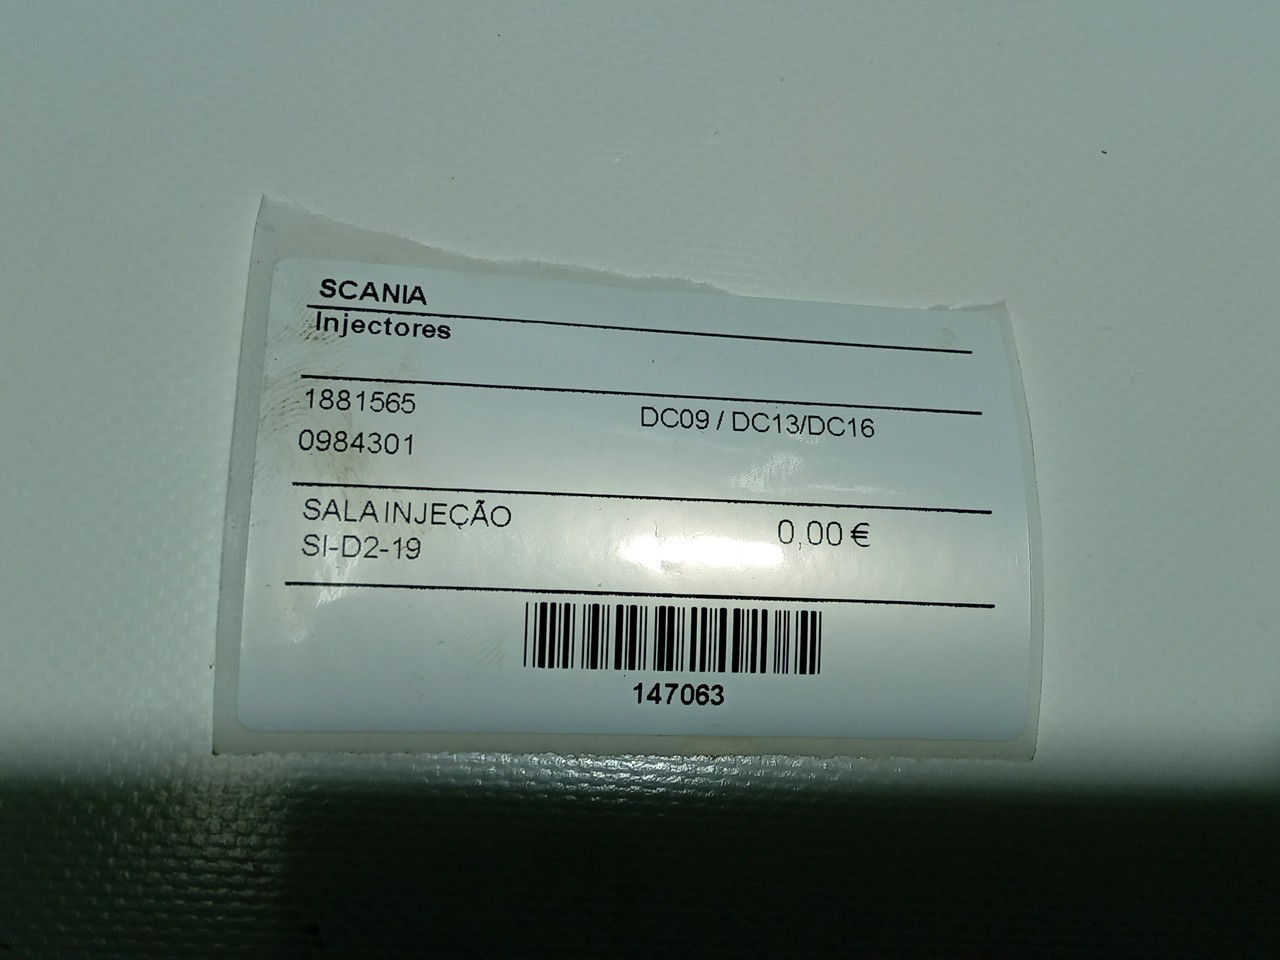 SCANIA
Injectores
1881565
DC09 / DC13/DC16
0984301
SALA INJEÇÃO
0,00 €
SI-D2-19
147063